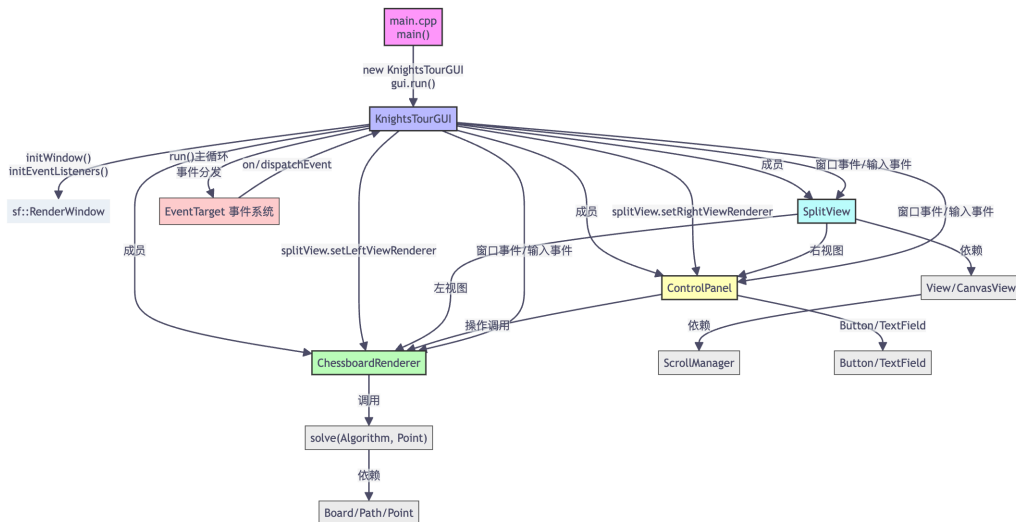 main.cpp
main()
new KnightsTourGUI
gui.run()
KnightsTourGUI
initWindow()
initEventListeners()
run()主循环
事件分发
on/dispatchEvent
成员
窗口事件/输入事件
sf::RenderWindow
EventTarget 事件系统
成员
splitView.setRightViewRenderer
SplitView
窗口事件/输入事件
成员
splitView.setLeftViewRenderer
窗口事件/输入事件
右视图
依赖
左视图
ControlPanel
View/CanvasView
操作调用
依赖
Button/TextField
ChessboardRenderer
ScrollManager
Button/TextField
调用
solve(Algorithm, Point)
依赖
Board/Path/Point